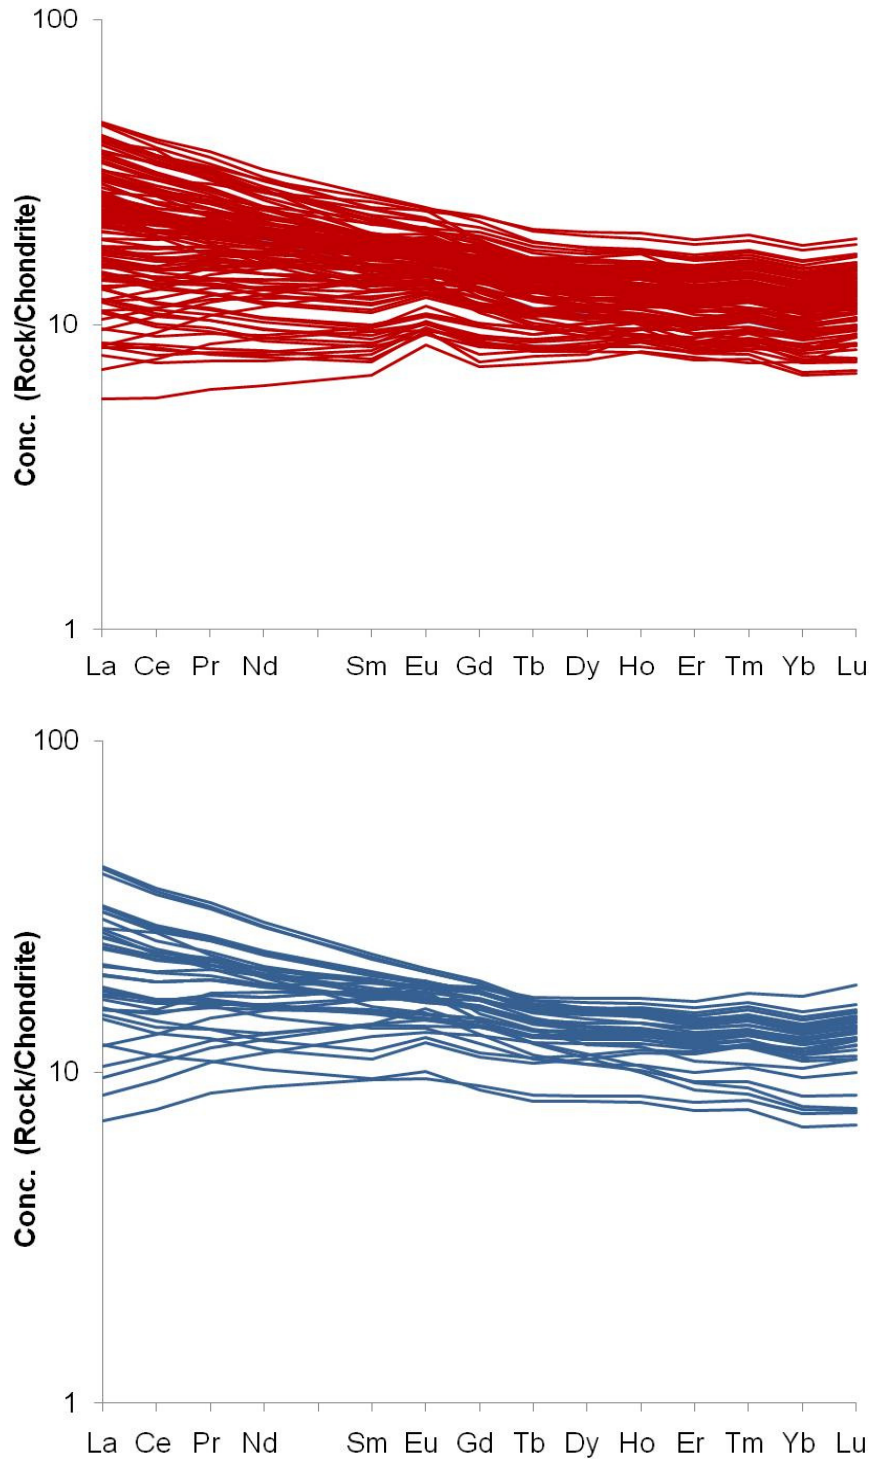 100
10
1
Conc. (Rock/Chondrite)
La Ce Pr Nd Sm Eu Gd Tb Dy Ho Er Tm Yb Lu
100
10
1
Conc. (Rock/Chondrite)
La Ce Pr Nd Sm Eu Gd Tb Dy Ho Er Tm Yb Lu